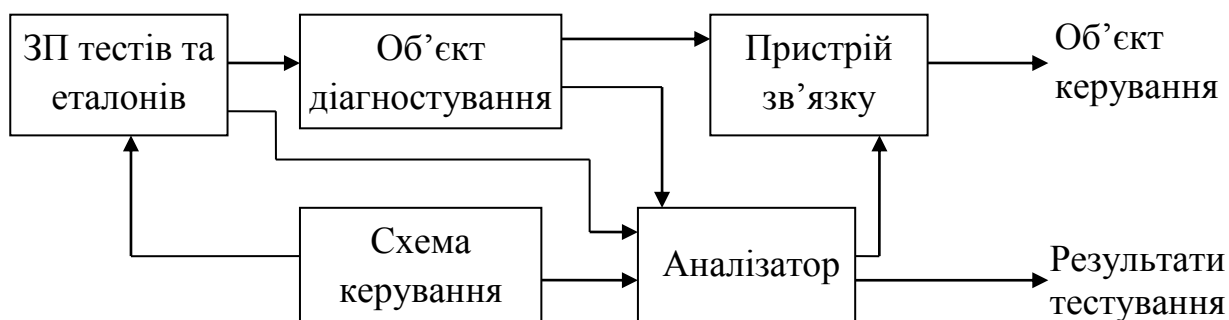 ЗП тестів та
еталонів
Об’єкт
діагностування
Пристрій
зв’язку
Об’єкт
керування
Схема
керування
Аналізатор
Результати
тестування